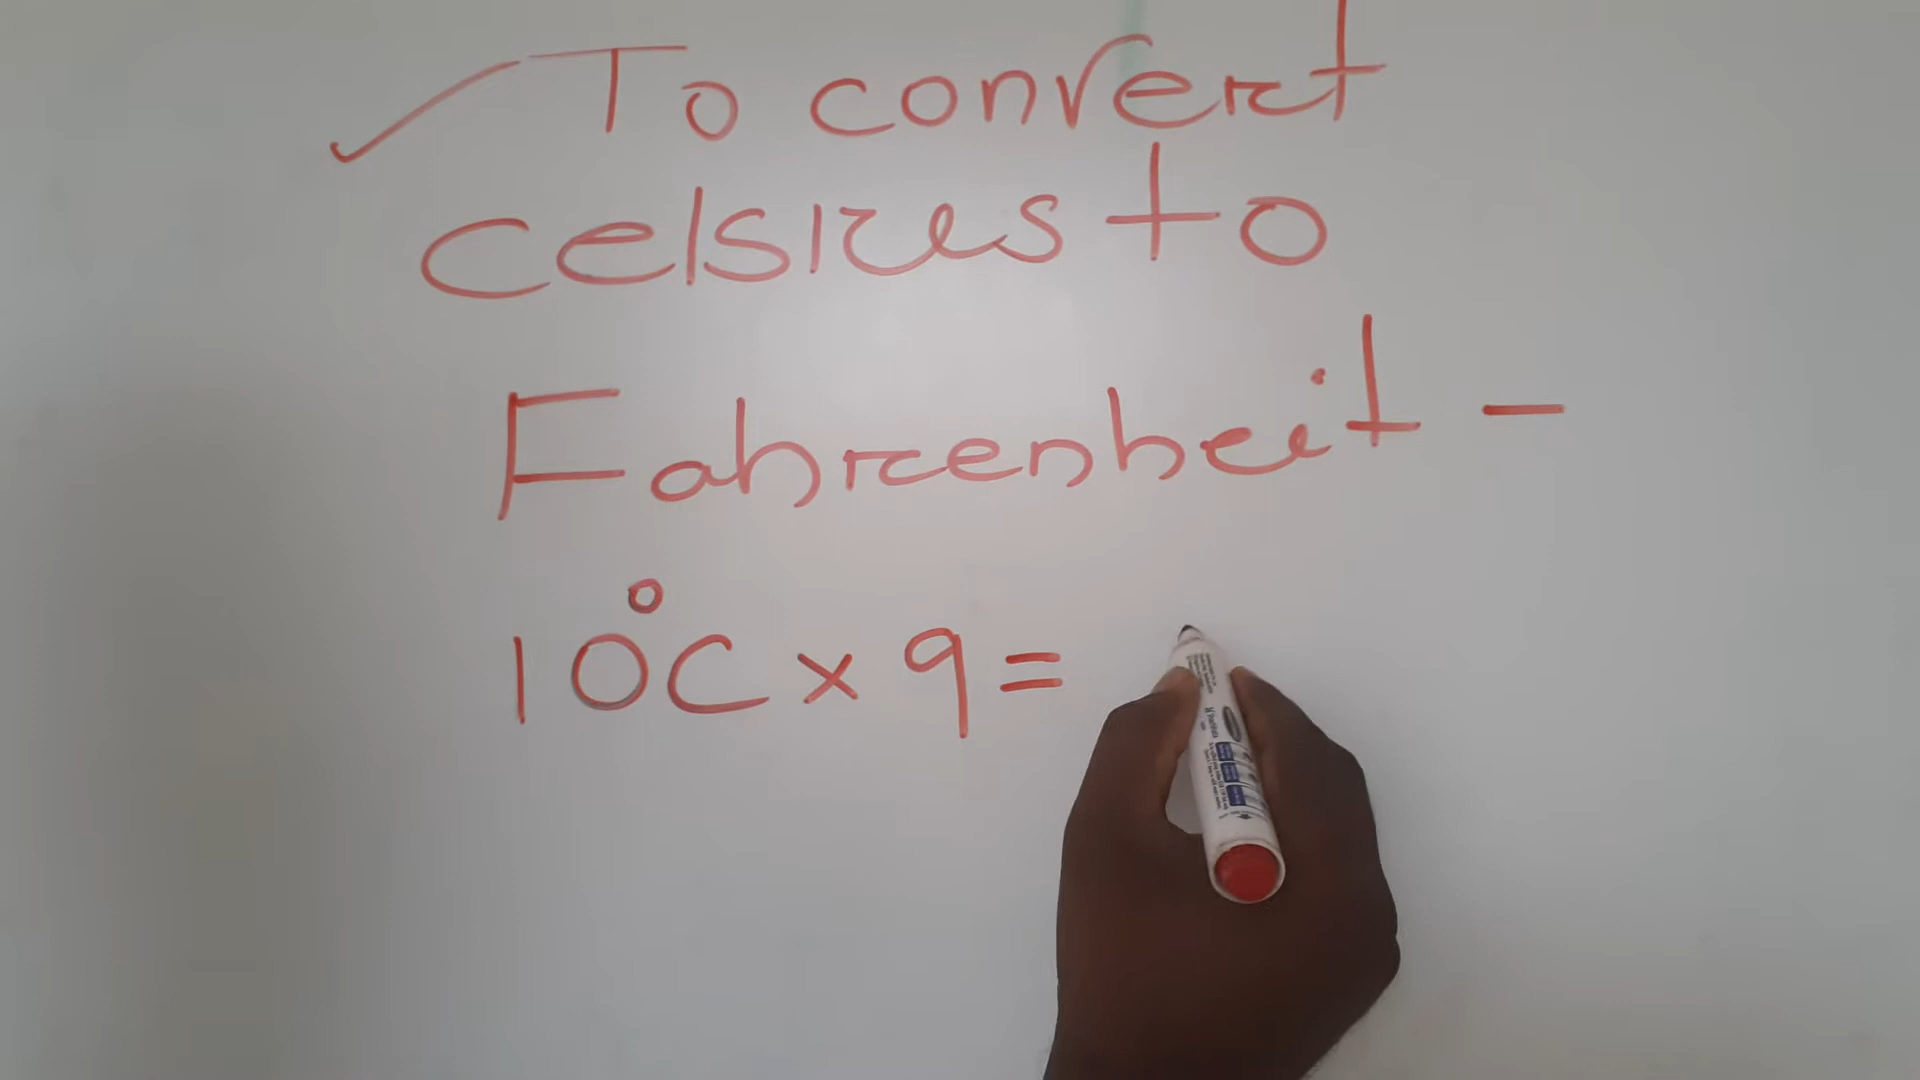 To convert
celsius to
Fahrenheit -
10°C × 9 =